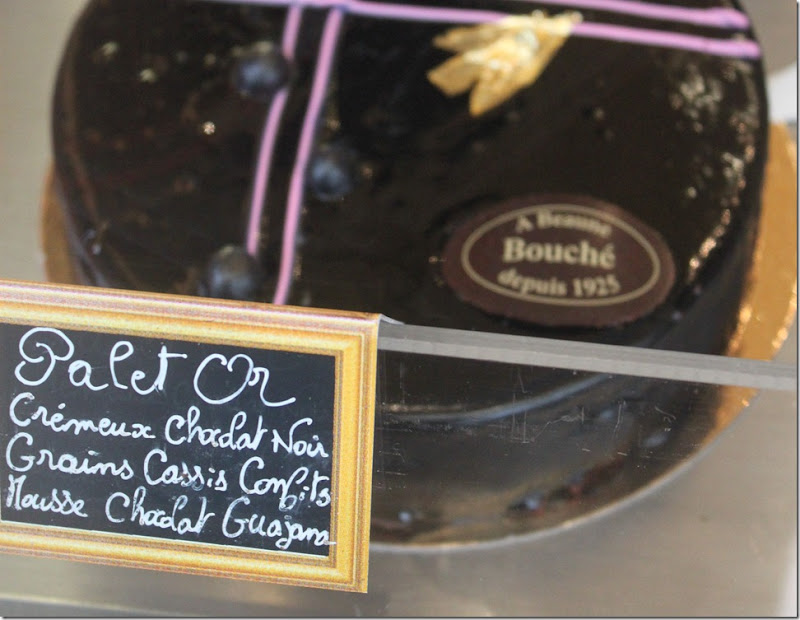 A Beaune
Bouché
depuis 1925
Palet Or
Crémeux Chocolat Noir
Grains Cassis Confits
Mousse Chocolat Guajana